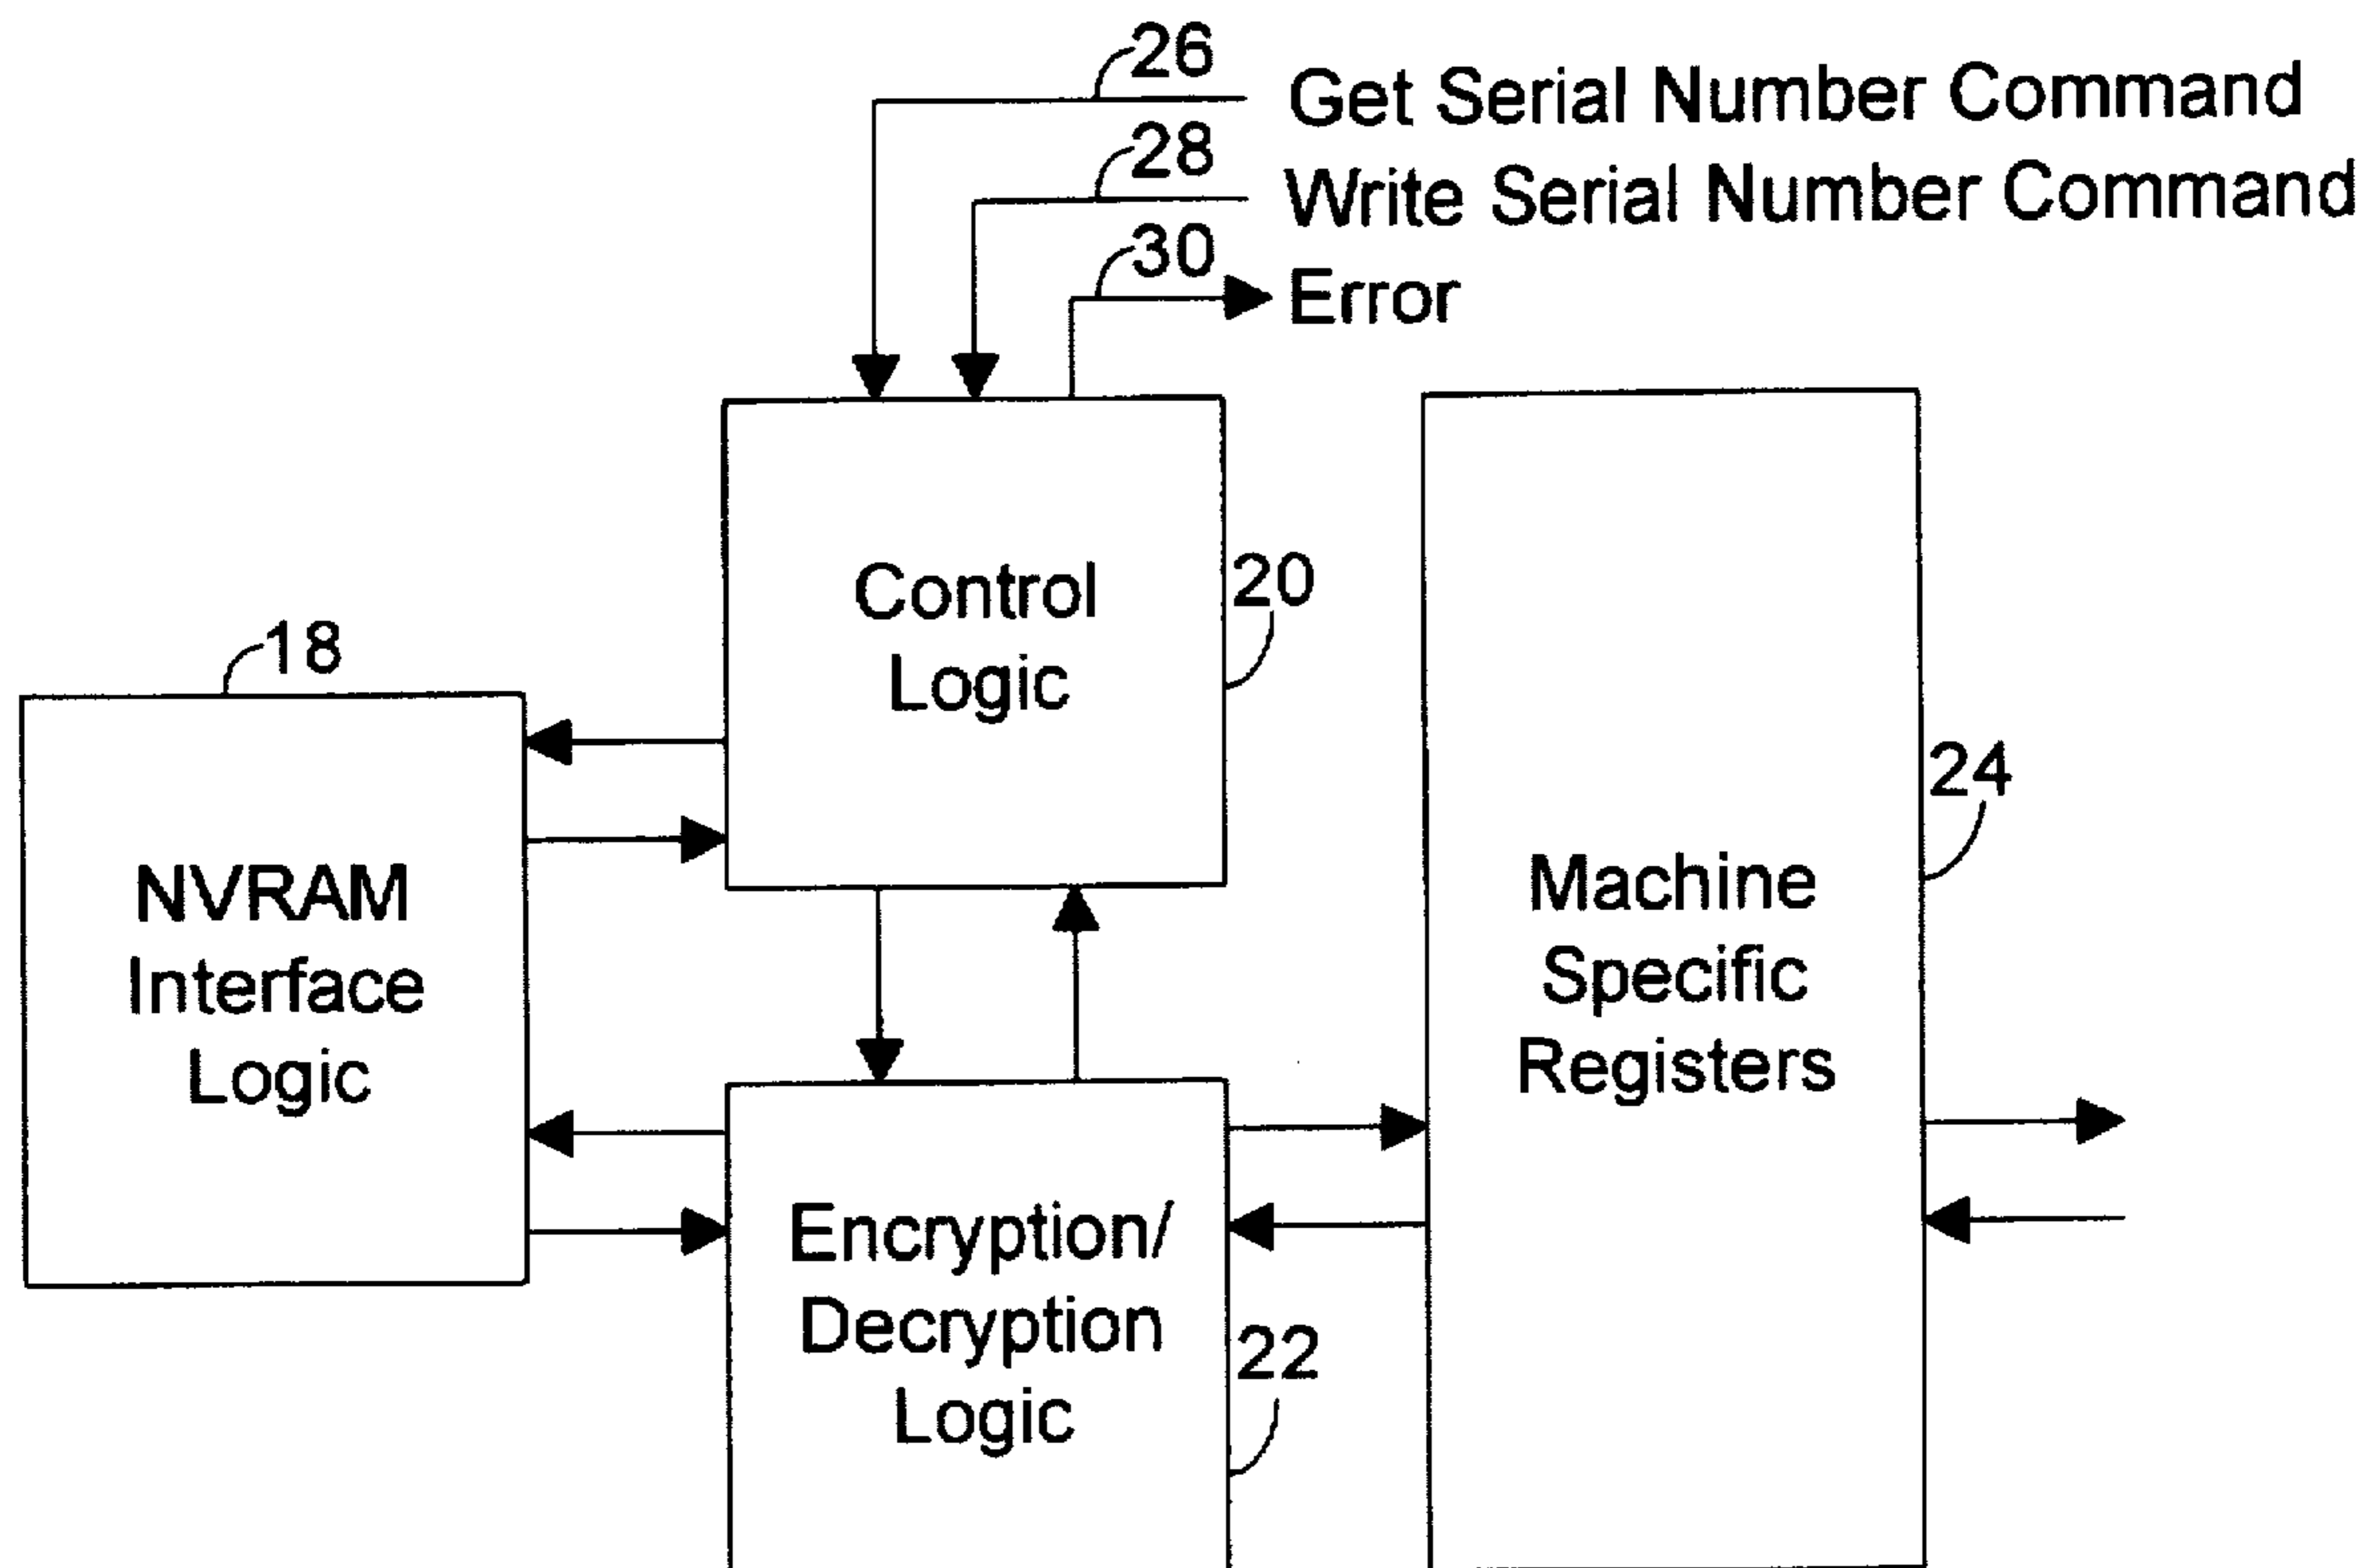 26
Get Serial Number Command
28
Write Serial Number Command
30
Error
Control
Logic
20
18
NVRAM
Interface
Logic
24
Machine
Specific
Registers
Encryption/
Decryption
Logic
22